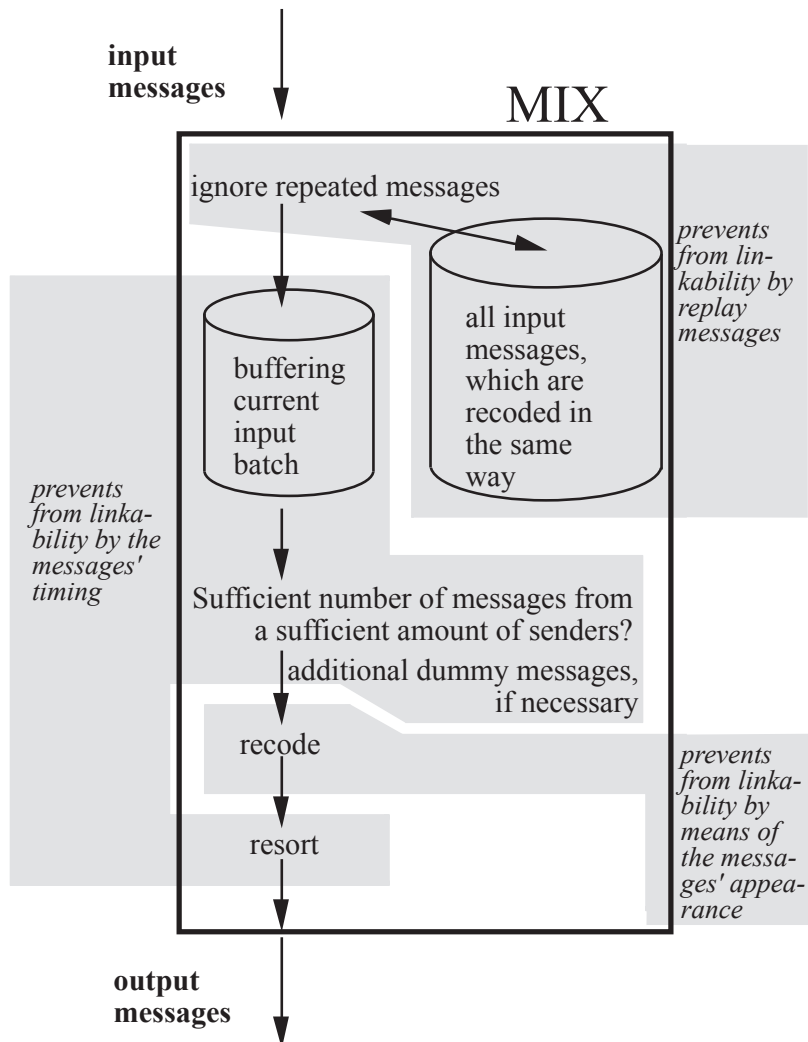 input
messages
MIX
ignore repeated messages
prevents
from lin-
kability by
replay
messages
all input
messages,
which are
recoded in
the same
way
buffering
current
input
batch
prevents
from linka-
bility by the
messages'
timing
Sufficient number of messages from
a sufficient amount of senders?
additional dummy messages,
if necessary
recode
prevents
from linka-
bility by
means of
the messa-
ges' appea-
rance
resort
output
messages